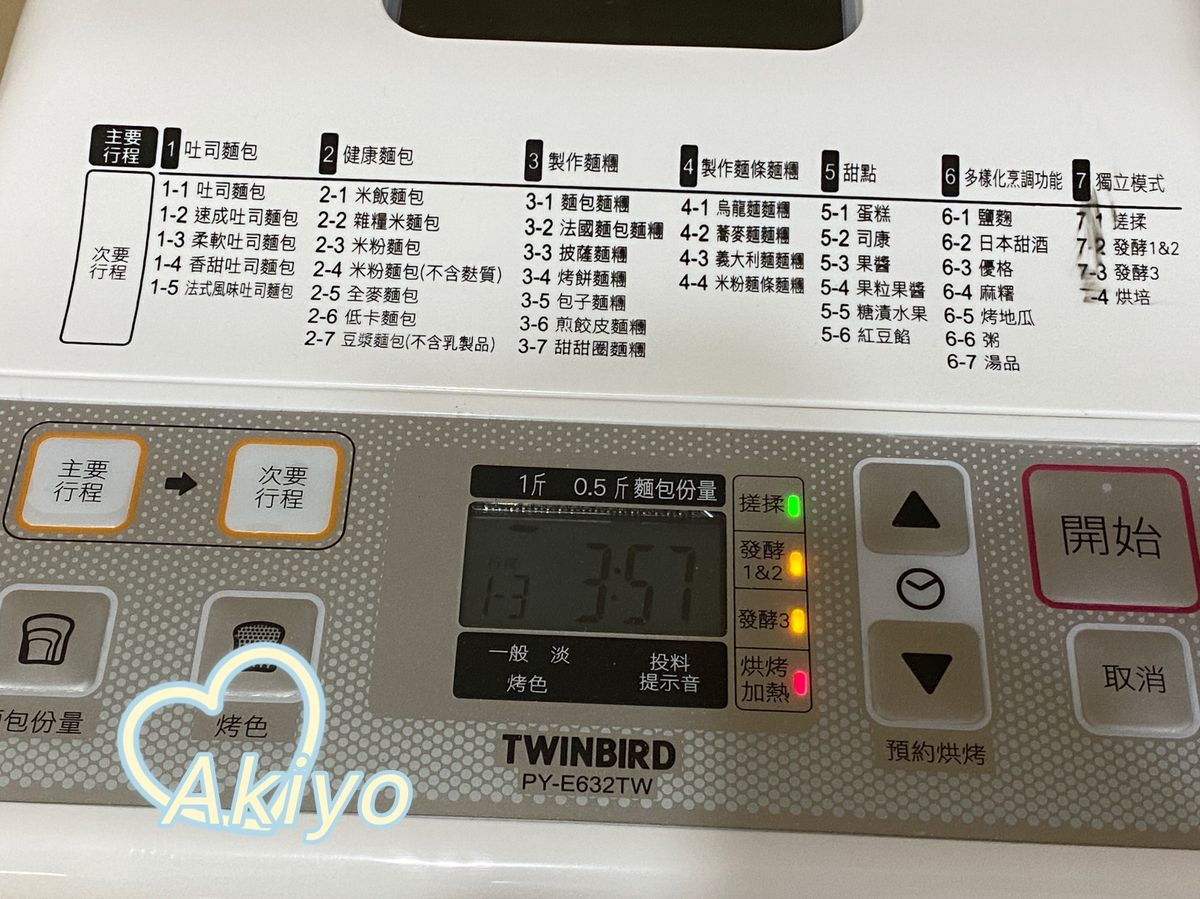 主要
行程
1 吐司麵包
2 健康麵包
3 製作麵糰
4 製作麵條麵糰
5 甜點
6 多樣化烹調功能
7 獨立模式
次要
行程
1-1 吐司麵包
1-2 速成吐司麵包
1-3 柔軟吐司麵包
1-4 香甜吐司麵包
1-5 法式風味吐司麵包
2-1 米飯麵包
2-2 雜糧米麵包
2-3 米粉麵包
2-4 米粉麵包(不含麩質)
2-5 全麥麵包
2-6 低卡麵包
2-7 豆漿麵包(不含乳製品)
3-1 麵包麵糰
3-2 法國麵包麵糰
3-3 披薩麵糰
3-4 烤餅麵糰
3-5 包子麵糰
3-6 煎餃皮麵糰
3-7 甜甜圈麵糰
4-1 烏龍麵麵糰
4-2 蕎麥麵麵糰
4-3 義大利麵麵糰
4-4 米粉麵條麵糰
5-1 蛋糕
5-2 司康
5-3 果醬
5-4 果粒果醬
5-5 糖漬水果
5-6 紅豆餡
6-1 鹽麴
6-2 日本甜酒
6-3 優格
6-4 麻糬
6-5 烤地瓜
6-6 粥
6-7 湯品
7-1 搓揉
7-2 發酵1&2
7-3 發酵3
-4 烘培
主要
行程
次要
行程
1斤 0.5斤 麵包份量
行程
1-3 3:57
一般 淡 投料
烤色 提示音
搓揉
發酵
1&2
發酵3
烘烤
加熱
預約烘烤
開始
取消
包份量
烤色
TWINBIRD
PY-E632TW
Akiyo